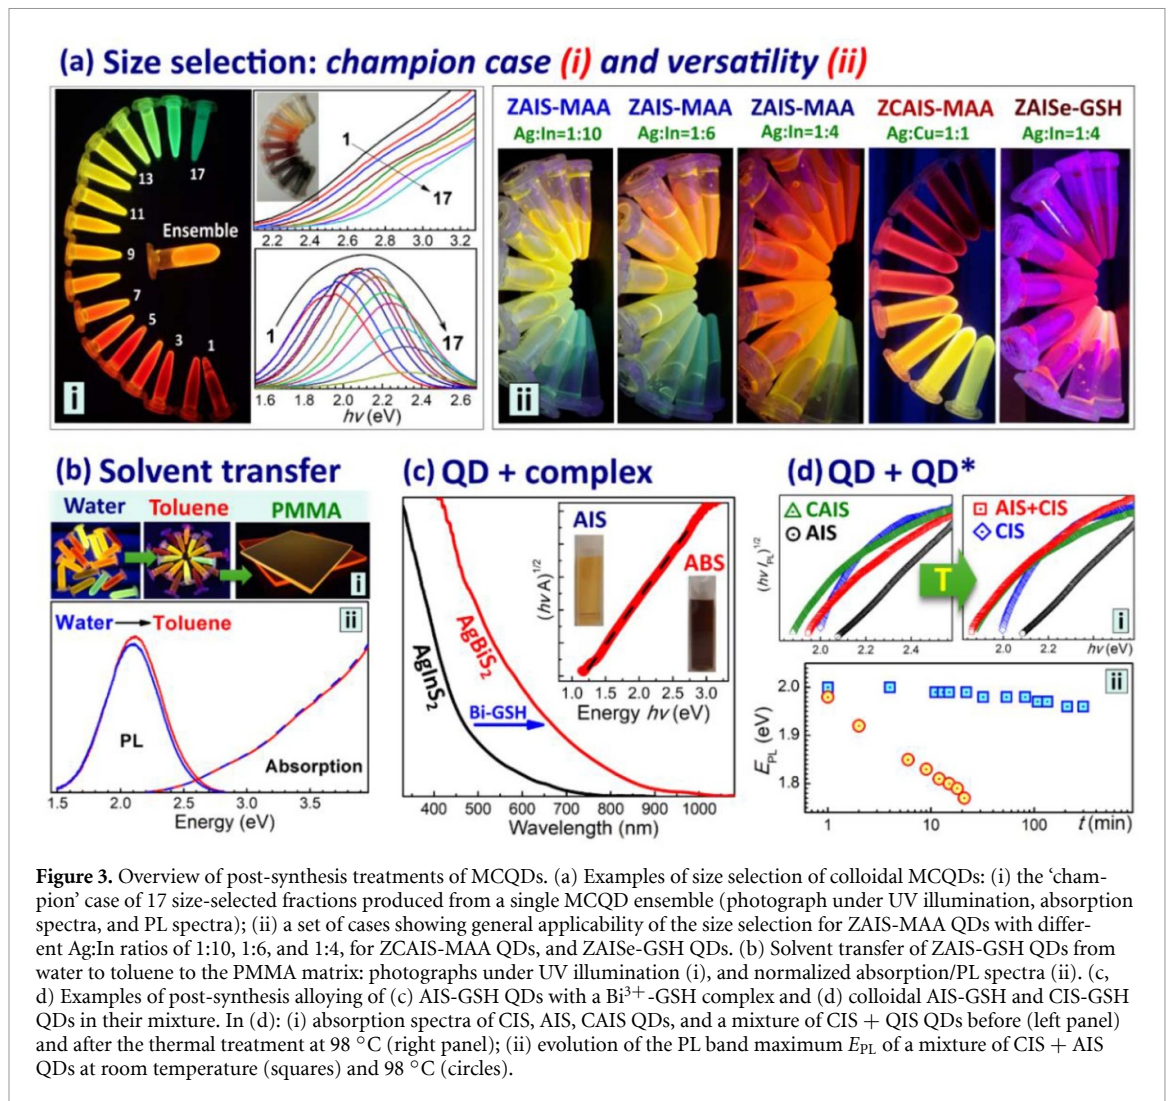 (a) Size selection: champion case (i) and versatility (ii)
17
13
11
9
7
5
3
1
Ensemble
i
1
17
2.2 2.4 2.6 2.8 3.0 3.2
1
17
1.6 1.8 2.0 2.2 2.4 2.6
hν (eV)
ZAIS-MAA ZAIS-MAA ZAIS-MAA ZCAIS-MAA ZAISe-GSH
Ag:In=1:10 Ag:In=1:6 Ag:In=1:4 Ag:Cu=1:1 Ag:In=1:4
ii
(b) Solvent transfer
Water Toluene PMMA
i
Water Toluene
ii
PL
Absorption
1.5 2.0 2.5 3.0 3.5
Energy (eV)
(c) QD + complex
AgInS2
AgBiS2
Bi-GSH
AIS
ABS
(hν A)1/2
1.0 1.5 2.0 2.5 3.0
Energy hν (eV)
400 500 600 700 800 900 1000
Wavelength (nm)
(d) QD + QD*
CAIS
AIS
AIS+CIS
CIS
(hν IPL)1/2
T
i
2.2 2.0 2.4
2.0 2.2
hν (eV)
ii
EPL (eV)
2.0
1.9
1.8
1 10 100
t (min)
Figure 3. Overview of post-synthesis treatments of MCQDs. (a) Examples of size selection of colloidal MCQDs: (i) the ‘cham-
pion’ case of 17 size-selected fractions produced from a single MCQD ensemble (photograph under UV illumination, absorption
spectra, and PL spectra); (ii) a set of cases showing general applicability of the size selection for ZAIS-MAA QDs with differ-
ent Ag:In ratios of 1:10, 1:6, and 1:4, for ZCAIS-MAA QDs, and ZAISe-GSH QDs. (b) Solvent transfer of ZAIS-GSH QDs from
water to toluene to the PMMA matrix: photographs under UV illumination (i), and normalized absorption/PL spectra (ii). (c,
d) Examples of post-synthesis alloying of (c) AIS-GSH QDs with a Bi3+-GSH complex and (d) colloidal AIS-GSH and CIS-GSH
QDs in their mixture. In (d): (i) absorption spectra of CIS, AIS, CAIS QDs, and a mixture of CIS + QIS QDs before (left panel)
and after the thermal treatment at 98 °C (right panel); (ii) evolution of the PL band maximum EPL of a mixture of CIS + AIS
QDs at room temperature (squares) and 98 °C (circles).